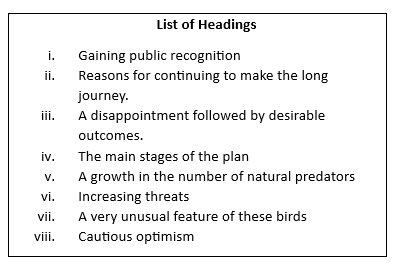 List of Headings
i. Gaining public recognition
ii. Reasons for continuing to make the long
journey.
iii. A disappointment followed by desirable
outcomes.
iv. The main stages of the plan
v. A growth in the number of natural predators
vi. Increasing threats
vii. A very unusual feature of these birds
viii. Cautious optimism